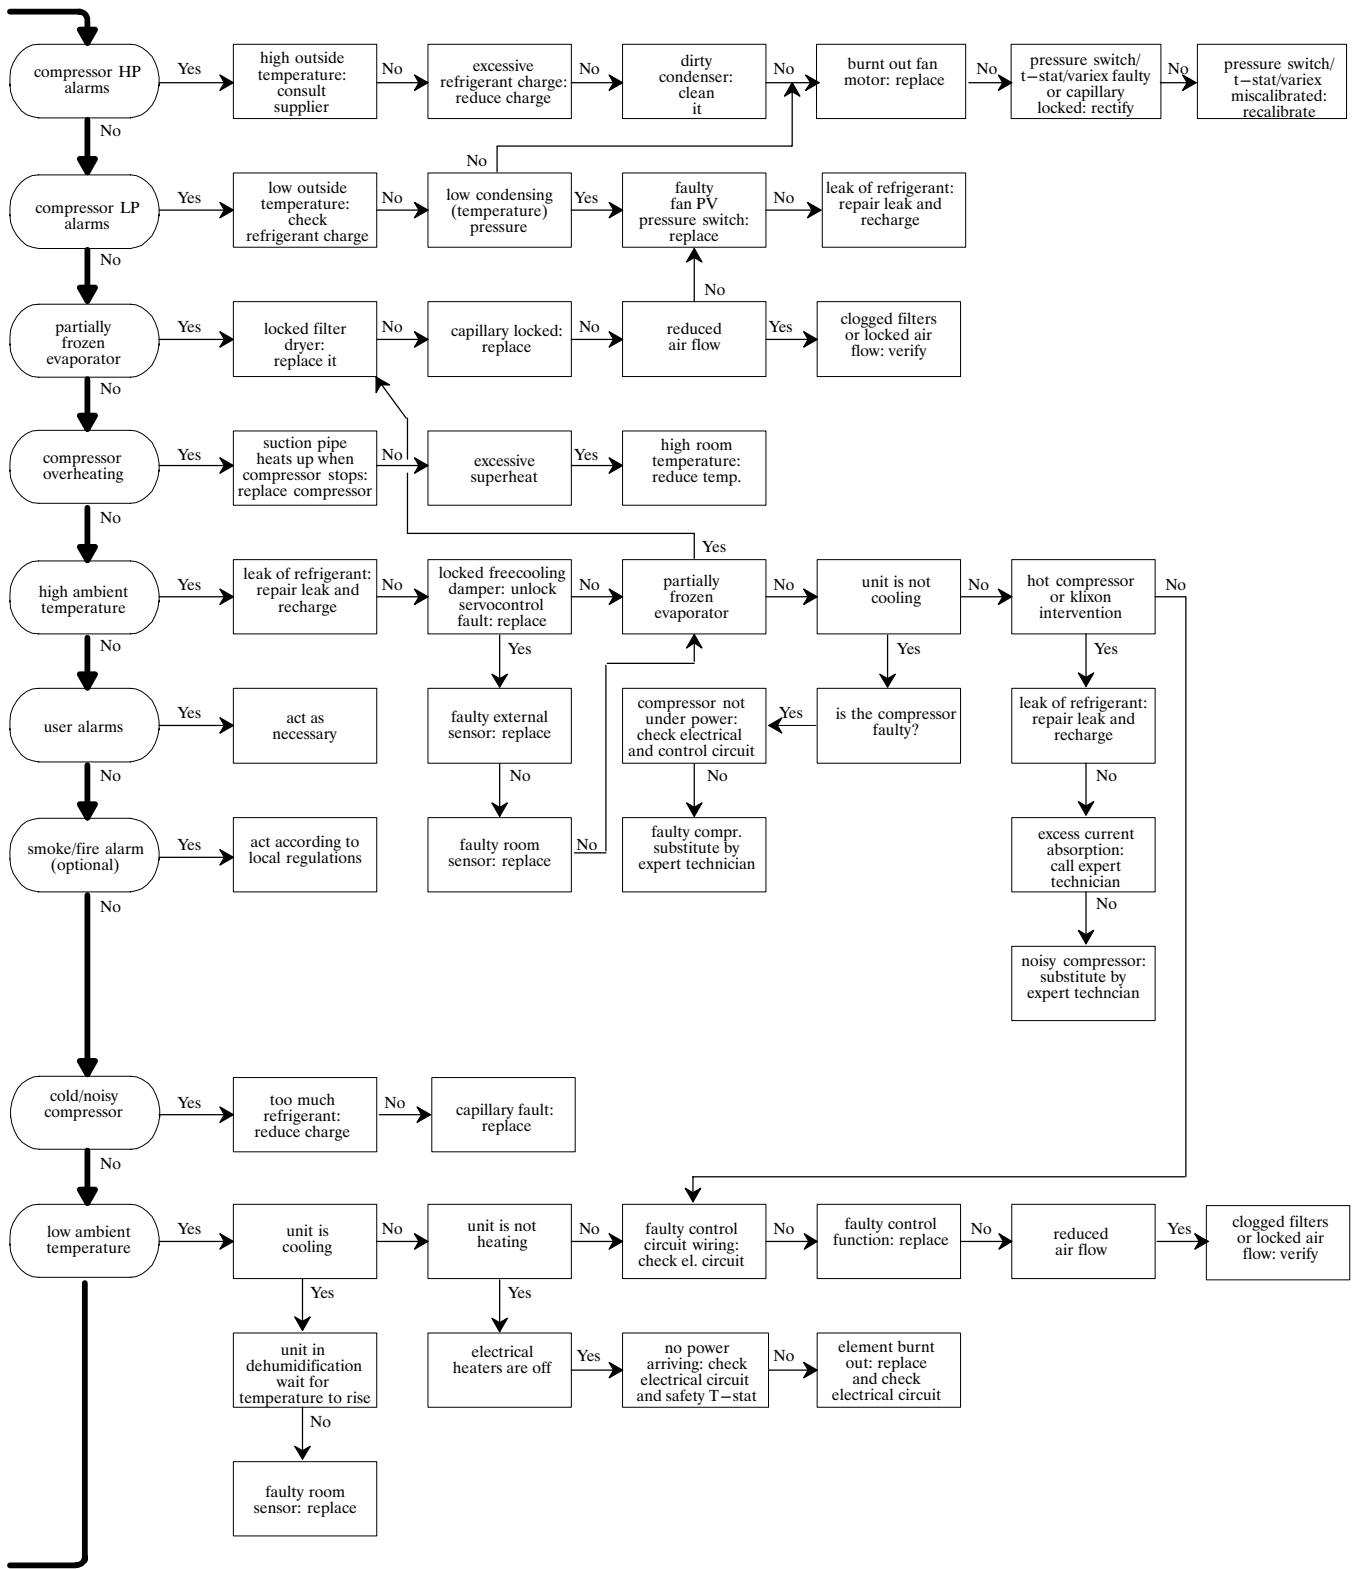 compressor HP
alarms
Yes
high outside
temperature:
consult
supplier
No
excessive
refrigerant charge:
reduce charge
No
dirty
condenser:
clean
it
No
burnt out fan
motor: replace
No
pressure switch/
t−stat/variex faulty
or capillary
locked: rectify
No
pressure switch/
t−stat/variex
miscalibrated:
recalibrate
No
No
compressor LP
alarms
Yes
low outside
temperature:
check
refrigerant charge
No
low condensing
(temperature)
pressure
Yes
faulty
fan PV
pressure switch:
replace
No
leak of refrigerant:
repair leak and
recharge
No
No
partially
frozen
evaporator
Yes
locked filter
dryer:
replace it
No
capillary locked:
replace
No
reduced
air flow
Yes
clogged filters
or locked air
flow: verify
No
compressor
overheating
Yes
suction pipe
heats up when
compressor stops:
replace compressor
No
excessive
superheat
Yes
high room
temperature:
reduce temp.
No
Yes
high ambient
temperature
Yes
leak of refrigerant:
repair leak and
recharge
No
locked freecooling
damper: unlock
servocontrol
fault: replace
No
partially
frozen
evaporator
No
unit is not
cooling
No
hot compressor
or klixon
intervention
No
No
Yes
Yes
Yes
user alarms
Yes
act as
necessary
faulty external
sensor: replace
compressor not
under power:
check electrical
and control circuit
Yes
is the compressor
faulty?
leak of refrigerant:
repair leak and
recharge
No
No
No
No
smoke/fire alarm
(optional)
Yes
act according to
local regulations
faulty room
sensor: replace
No
faulty compr.
substitute by
expert technician
excess current
absorption:
call expert
technician
No
No
noisy compressor:
substitute by
expert techncian
cold/noisy
compressor
Yes
too much
refrigerant:
reduce charge
No
capillary fault:
replace
No
low ambient
temperature
Yes
unit is
cooling
No
unit is not
heating
No
faulty control
circuit wiring:
check el. circuit
No
faulty control
function: replace
No
reduced
air flow
Yes
clogged filters
or locked air
flow: verify
Yes
Yes
unit in
dehumidification
wait for
temperature to rise
electrical
heaters are off
Yes
no power
arriving: check
electrical circuit
and safety T−stat
No
element burnt
out: replace
and check
electrical circuit
No
faulty room
sensor: replace